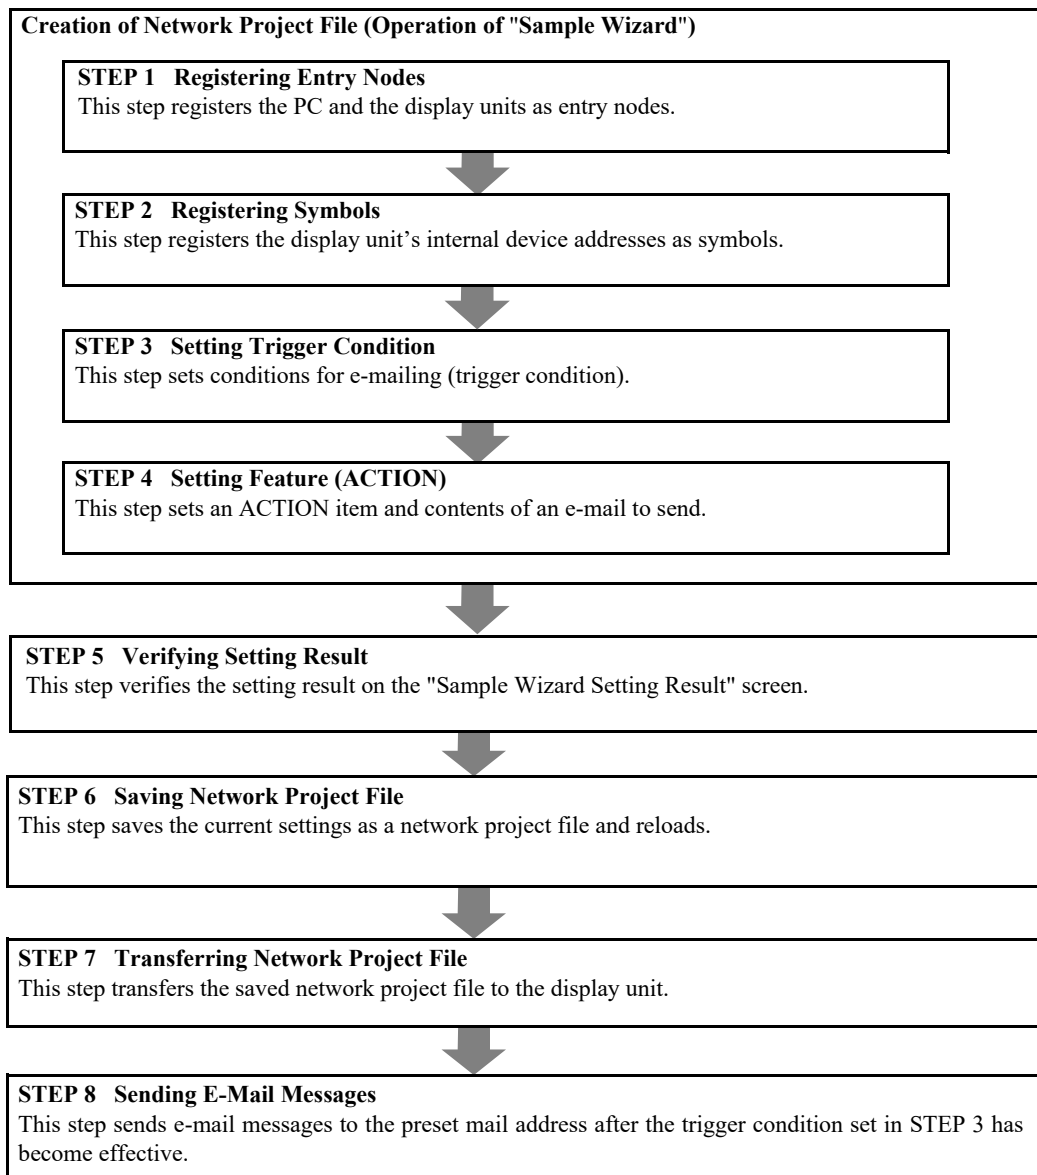 Creation of Network Project File (Operation of "Sample Wizard")
STEP 1 Registering Entry Nodes
This step registers the PC and the display units as entry nodes.
STEP 2 Registering Symbols
This step registers the display unit’s internal device addresses as symbols.
STEP 3 Setting Trigger Condition
This step sets conditions for e-mailing (trigger condition).
STEP 4 Setting Feature (ACTION)
This step sets an ACTION item and contents of an e-mail to send.
STEP 5 Verifying Setting Result
This step verifies the setting result on the "Sample Wizard Setting Result" screen.
STEP 6 Saving Network Project File
This step saves the current settings as a network project file and reloads.
STEP 7 Transferring Network Project File
This step transfers the saved network project file to the display unit.
STEP 8 Sending E-Mail Messages
This step sends e-mail messages to the preset mail address after the trigger condition set in STEP 3 has
become effective.